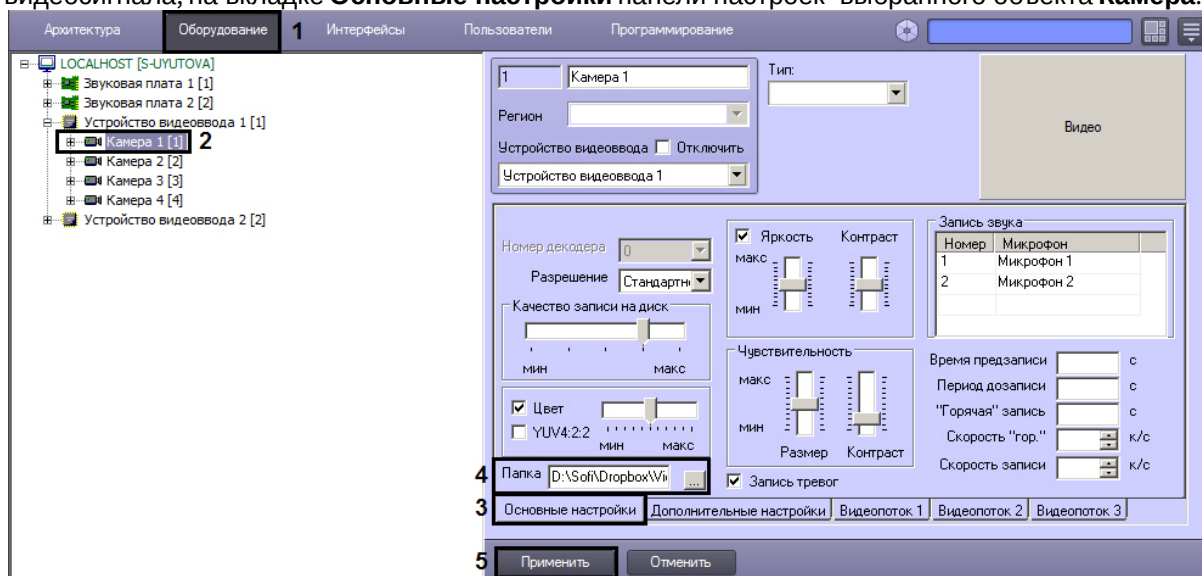 видеосигнала, на вкладке Основные настройки панели настроек выбранного объекта Камера.
Архитектура Оборудование 1 Интерфейсы Пользователи Программирование
LOCALHOST [S-UYUTOVA]
Звуковая плата 1 [1]
Звуковая плата 2 [2]
Устройство видеоввода 1 [1]
Камера 1 [1] 2
Камера 2 [2]
Камера 3 [3]
Камера 4 [4]
Устройство видеоввода 2 [2]
1 Камера 1
Регион
Устройство видеоввода Отключить
Устройство видеоввода 1
Тип:
Видео
Номер декодера 0
Разрешение Стандартн
Качество записи на диск
мин макс
Цвет
YUV4:2:2
мин макс
4 Папка D:\Sofi\Dropbox\Vi ...
Яркость Контраст
макс
мин
Чувствительность
макс
мин
Размер Контраст
Запись тревог
Запись звука
Номер Микрофон
1 Микрофон 1
2 Микрофон 2
Время предзаписи с
Период дозаписи с
"Горячая" запись с
Скорость "гор." к/с
Скорость записи к/с
3 Основные настройки Дополнительные настройки Видеопоток 1 Видеопоток 2 Видеопоток 3
5 Применить Отменить